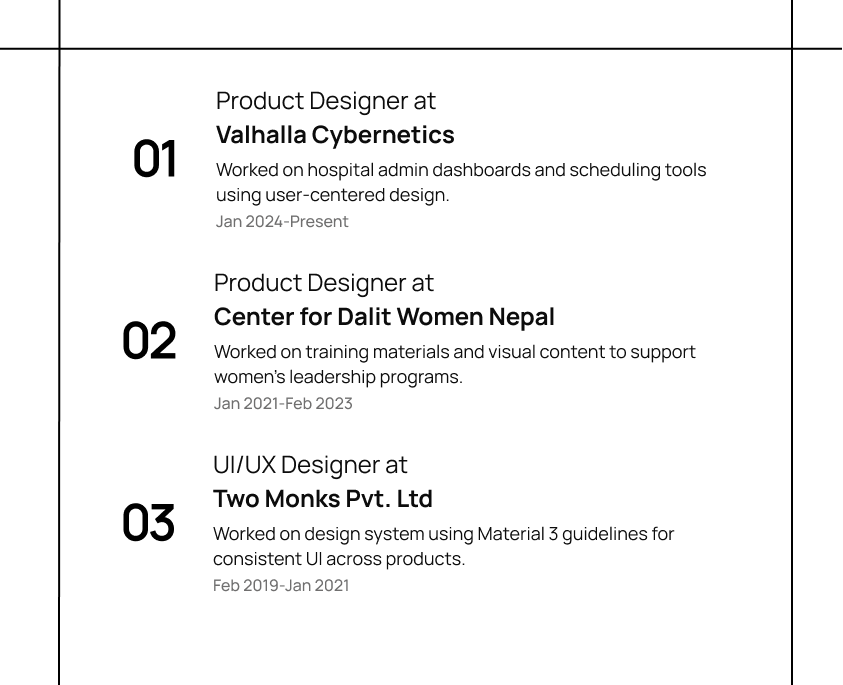 01
Product Designer at
Valhalla Cybernetics
Worked on hospital admin dashboards and scheduling tools
using user-centered design.
Jan 2024-Present
02
Product Designer at
Center for Dalit Women Nepal
Worked on training materials and visual content to support
women's leadership programs.
Jan 2021-Feb 2023
03
UI/UX Designer at
Two Monks Pvt. Ltd
Worked on design system using Material 3 guidelines for
consistent UI across products.
Feb 2019-Jan 2021